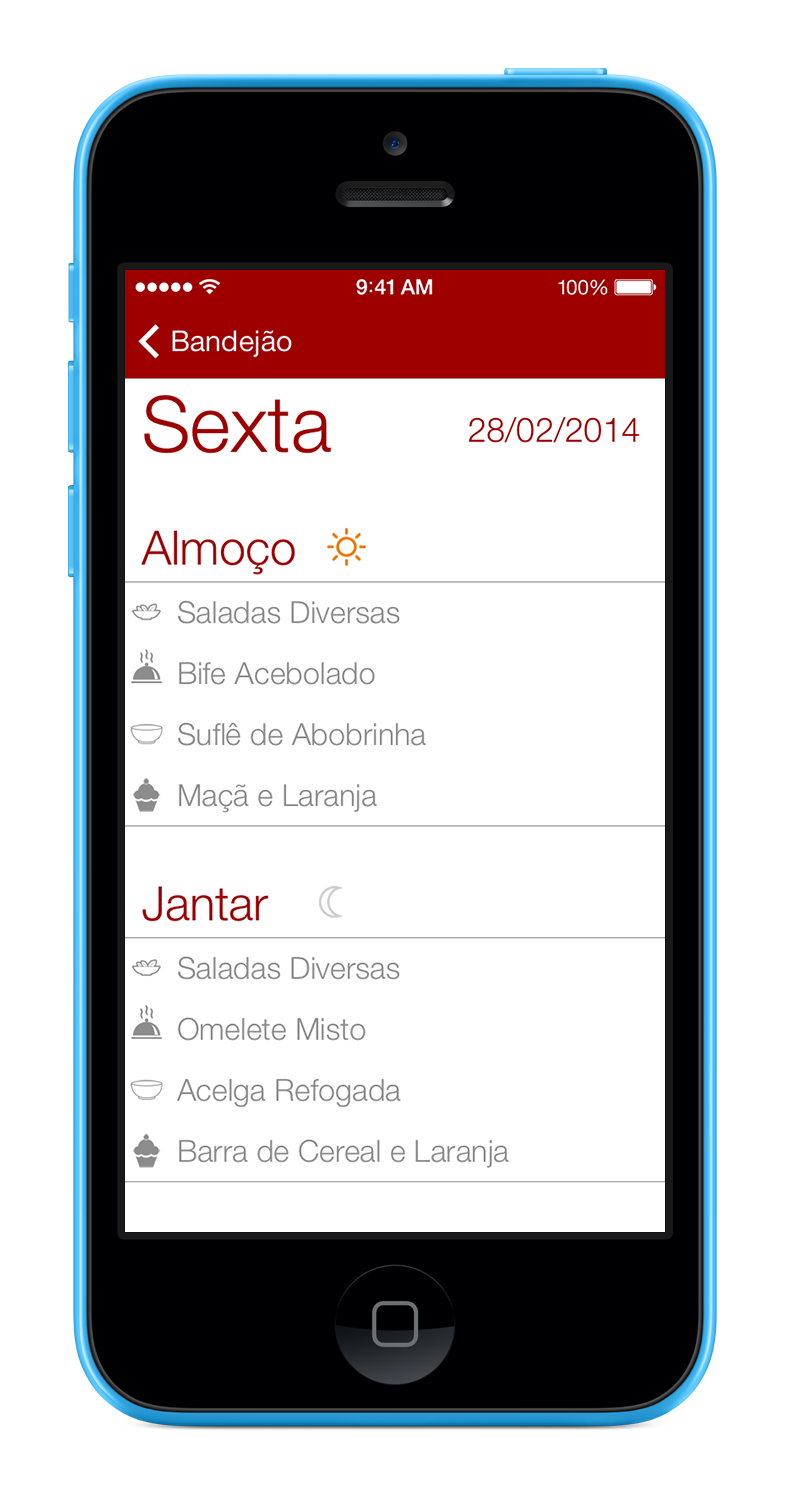 9:41 AM 100%
Bandejão
Sexta 28/02/2014
Almoço
Saladas Diversas
Bife Acebolado
Suflê de Abobrinha
Maçã e Laranja
Jantar
Saladas Diversas
Omelete Misto
Acelga Refogada
Barra de Cereal e Laranja